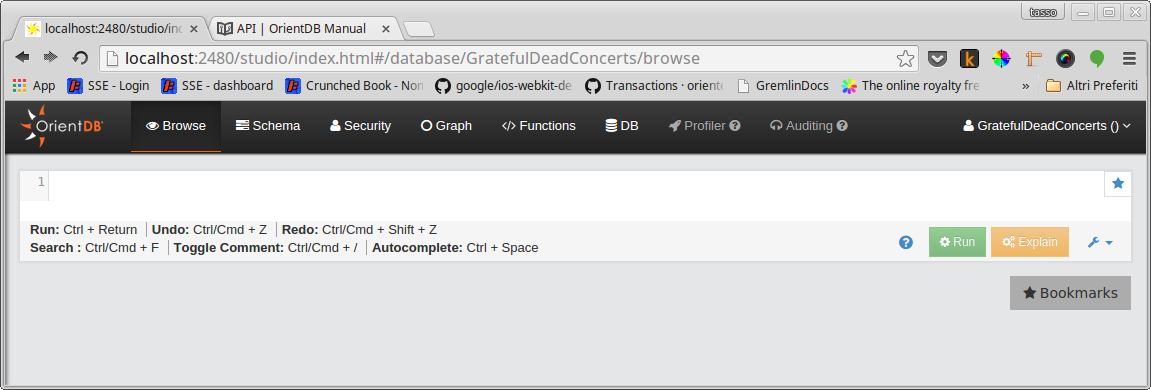 tasso
localhost:2480/studio/ind
API | OrientDB Manual
localhost:2480/studio/index.html#/database/GratefulDeadConcerts/browse
App SSE - Login SSE - dashboard Crunched Book - Non google/ios-webkit-de Transactions · oriente GremlinDocs The online royalty fre » Altri Preferiti
OrientDB Browse Schema Security Graph Functions DB Profiler Auditing GratefulDeadConcerts ()
1
Run: Ctrl + Return Undo: Ctrl/Cmd + Z Redo: Ctrl/Cmd + Shift + Z
Search : Ctrl/Cmd + F Toggle Comment: Ctrl/Cmd + / Autocomplete: Ctrl + Space
Run Explain
Bookmarks